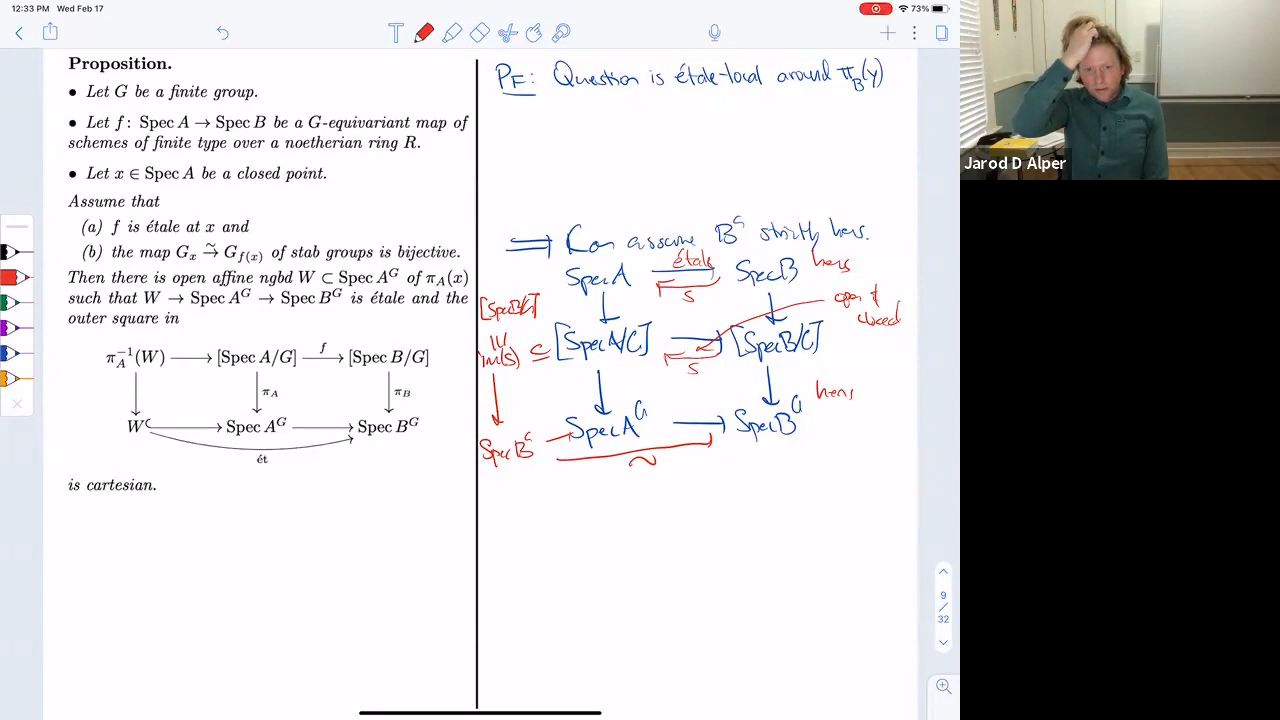 12:33 PM Wed Feb 17
73%
Proposition.
• Let G be a finite group.
• Let f : Spec A → Spec B be a G-equivariant map of
schemes of finite type over a noetherian ring R.
• Let x ∈ Spec A be a closed point.
Assume that
(a) f is étale at x and
(b) the map G_x ⥲ G_{f(x)} of stab groups is bijective.
Then there is open affine ngbd W ⊂ Spec A^G of π_A(x)
such that W → Spec A^G → Spec B^G is étale and the
outer square in
π_A^{-1}(W) → [Spec A/G] →^f [Spec B/G]
π_A π_B
W ↪ Spec A^G → Spec B^G
ét
is cartesian.
PF: Question is étale-local around π_B(y)
⟹ Can assume B^G strictly hens.
Spec A étale → Spec B hens
s
open & closed
[Spec B/G]
im(s) ⊆ [Spec A/G] → [Spec B/G]
s
hens
Spec B^G → Spec A^G → Spec B^G
∼
Jarod D Alper
9
/
32